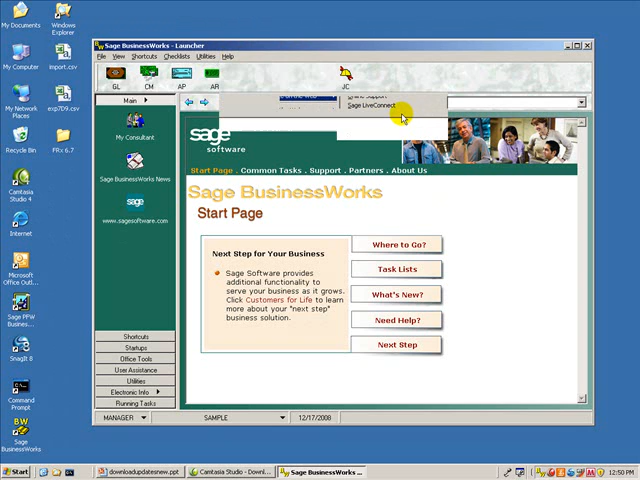 My Documents
Windows
Explorer
My Computer
import.csv
My Network
Places
exp7D9.csv
Recycle Bin
FRx 6.7
Camtasia
Studio 4
Internet
Microsoft
Office Outl...
Sage PFW
Busines...
SnagIt 8
Command
Prompt
BW
Sage
BusinessWorks
Sage BusinessWorks - Launcher
File View Shortcuts Checklists Utilities Help
GL CM AP AR JC
Main
Sage LiveConnect
My Consultant
Sage BusinessWorks News
sage
www.sagesoftware.com
Shortcuts
Startups
Office Tools
User Assistance
Utilities
Electronic Info
Running Tasks
sage
software
Start Page . Common Tasks . Support . Partners . About Us
Sage BusinessWorks
Start Page
Next Step for Your Business
Sage Software provides
additional functionality to
serve your business as it grows.
Click Customers for Life to learn
more about your "next step"
business solution.
Where to Go?
Task Lists
What's New?
Need Help?
Next Step
MANAGER SAMPLE 12/17/2008
Start
downloadupdatesnew.ppt
Camtasia Studio - Down...
Sage BusinessWorks ...
12:50 PM